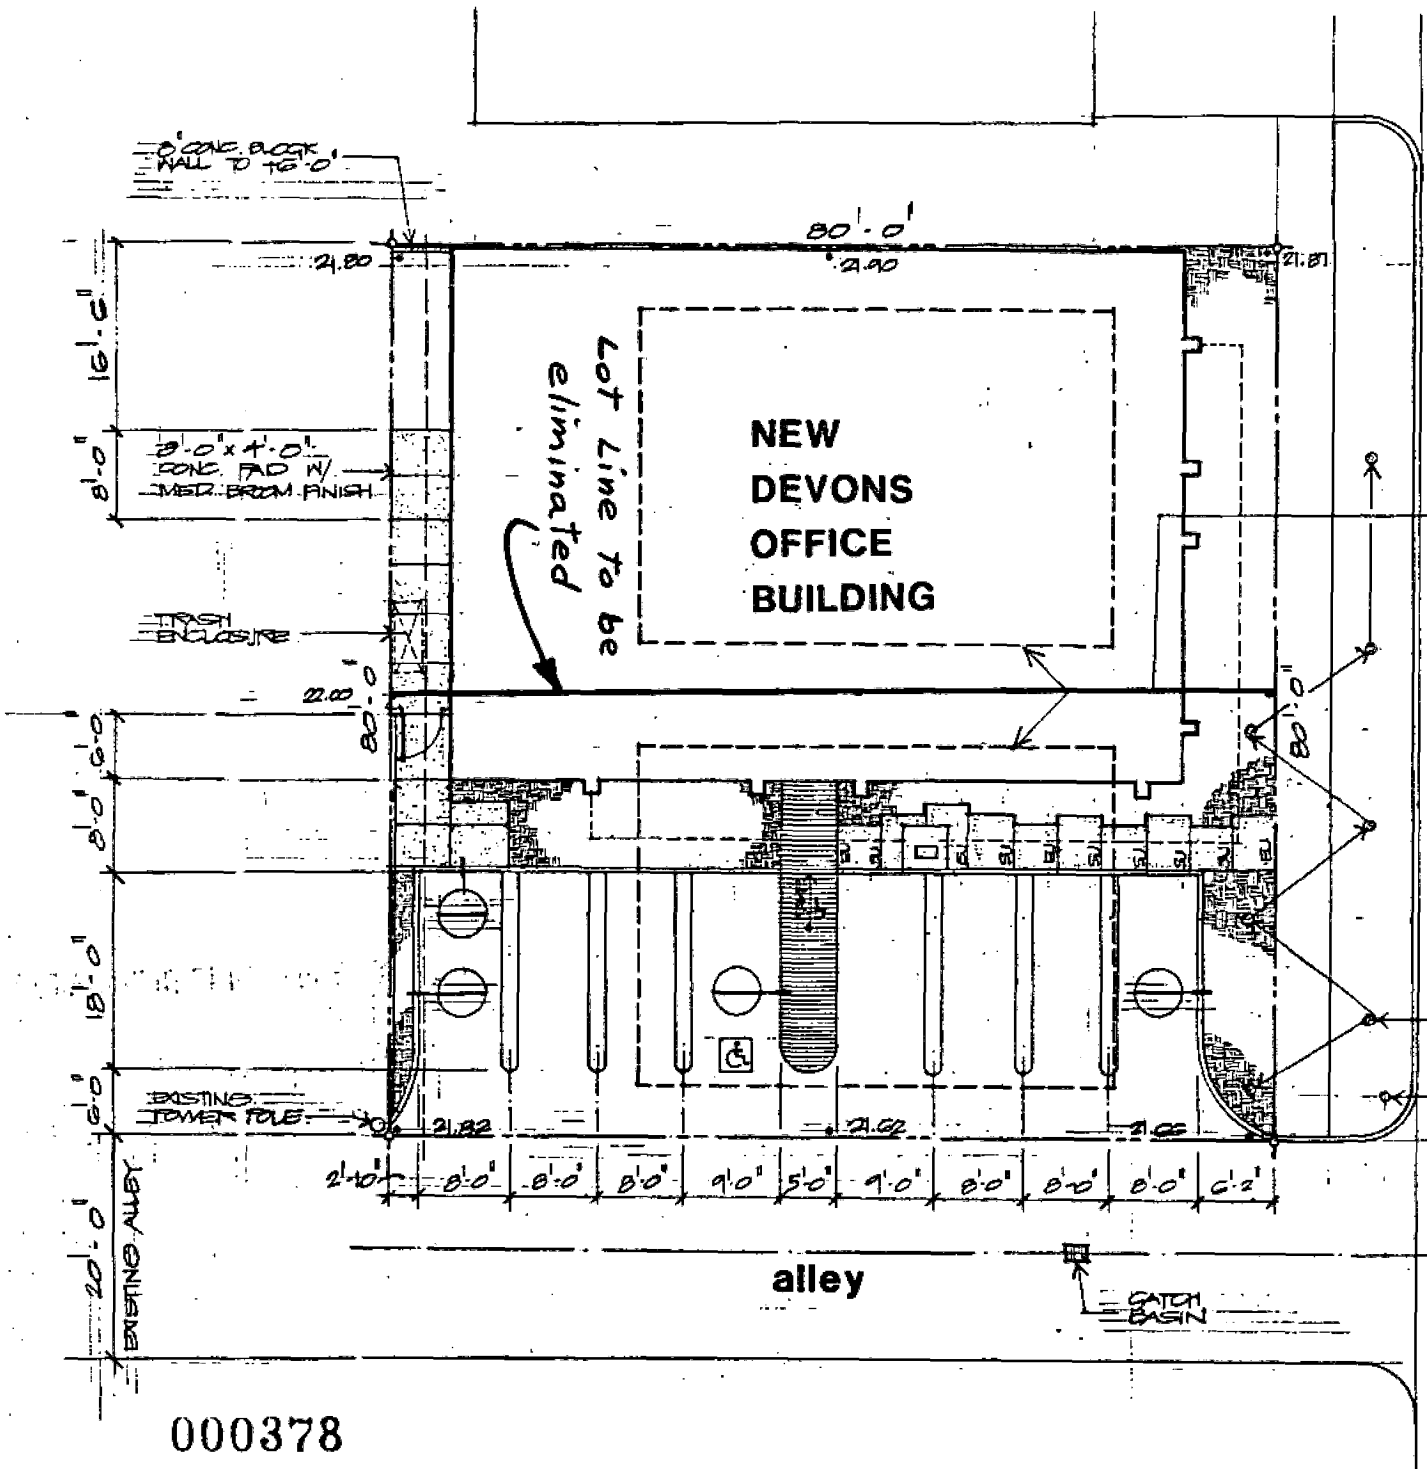 8" CONC. BLOCK
WALL TO +6'-0"
80'-0"
21.80
21.90
21.87
16'-0"
8'-0"
8'-0" x 4'-0"
CONC. PAD W/
MED. BROOM FINISH
Lot Line to be
eliminated
NEW
DEVONS
OFFICE
BUILDING
TRASH
ENCLOSURE
22.00
80'-0"
80'-0"
6'-0"
8'-0"
18'-0"
6'-0"
EXISTING
POWER POLE
21.82
21.62
21.66
2'-10"
8'-0"
8'-0"
8'-0"
9'-0"
5'-0"
9'-0"
8'-0"
8'-0"
8'-0"
6'-2"
20'-0"
EXISTING ALLEY
alley
CATCH
BASIN
000378